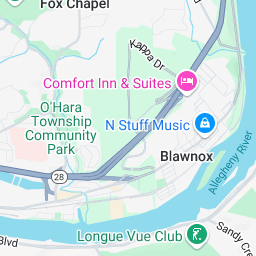 Fox Chapel
Kappa Dr
Comfort Inn & Suites
O'Hara
Township
Community
Park
N Stuff Music
Blawnox
Allegheny River
28
Blvd
Longue Vue Club
Sandy Cre